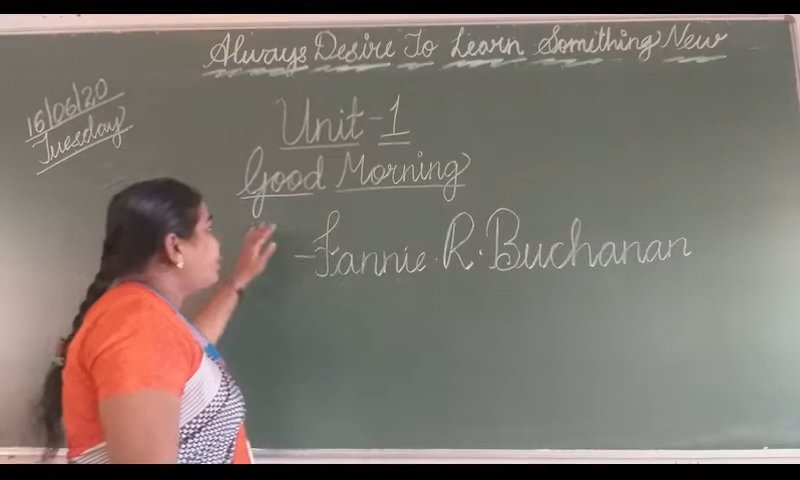 Always Desire To Learn Something New
16/06/20
Tuesday
Unit-1
Good Morning
-Fannie.R.Buchanan